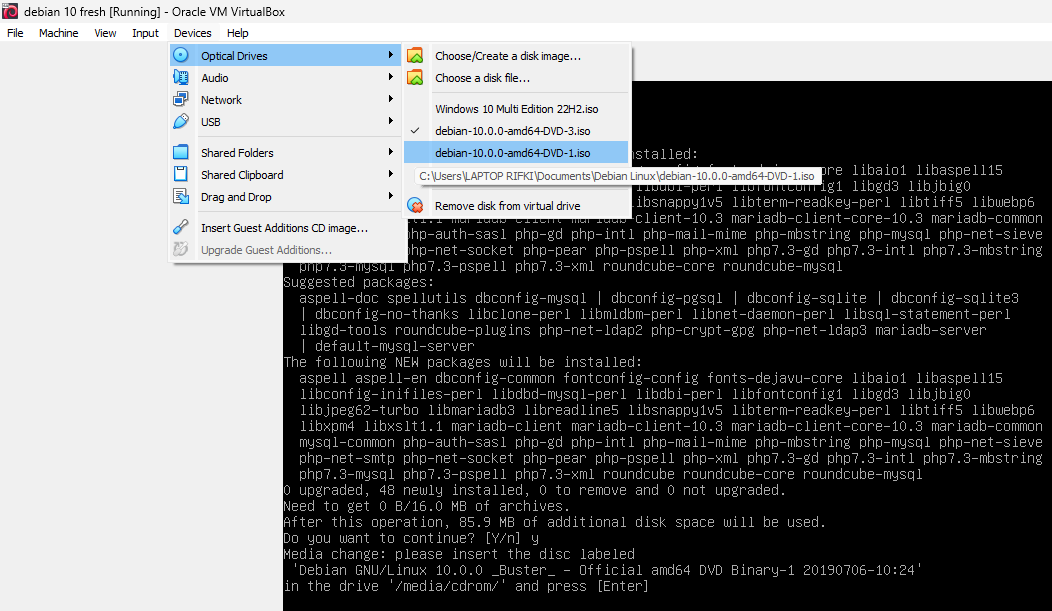 debian 10 fresh [Running] - Oracle VM VirtualBox
File Machine View Input Devices Help
Optical Drives
Audio
Network
USB
Shared Folders
Shared Clipboard
Drag and Drop
Insert Guest Additions CD image...
Upgrade Guest Additions...
Choose/Create a disk image...
Choose a disk file...
Windows 10 Multi Edition 22H2.iso
debian-10.0.0-amd64-DVD-3.iso
debian-10.0.0-amd64-DVD-1.iso
C:\Users\LAPTOP RIFKI\Documents\Debian Linux\debian-10.0.0-amd64-DVD-1.iso
Remove disk from virtual drive
nstalled:
libaio1 libaspell15
libdbi-perl libfontconfig1 libgd3 libjbig0
libsnappy1v5 libterm-readkey-perl libtiff5 libwebp6
mariadb-client-10.3 mariadb-client-core-10.3 mariadb-common
php-auth-sasl php-gd php-intl php-mail-mime php-mbstring php-mysql php-net-sieve
php-net-socket php-pear php-pspell php-xml php7.3-gd php7.3-intl php7.3-mbstring
php7.3-mysql php7.3-pspell php7.3-xml roundcube-core roundcube-mysql
Suggested packages:
aspell-doc spellutils dbconfig-mysql | dbconfig-pgsql | dbconfig-sqlite | dbconfig-sqlite3
| dbconfig-no-thanks libclone-perl libmldbm-perl libnet-daemon-perl libsql-statement-perl
libgd-tools roundcube-plugins php-net-ldap2 php-crypt-gpg php-net-ldap3 mariadb-server
| default-mysql-server
The following NEW packages will be installed:
aspell aspell-en dbconfig-common fontconfig-config fonts-dejavu-core libaio1 libaspell15
libconfig-inifiles-perl libdbd-mysql-perl libdbi-perl libfontconfig1 libgd3 libjbig0
libjpeg62-turbo libmariadb3 libreadline5 libsnappy1v5 libterm-readkey-perl libtiff5 libwebp6
libxpm4 libxslt1.1 mariadb-client mariadb-client-10.3 mariadb-client-core-10.3 mariadb-common
mysql-common php-auth-sasl php-gd php-intl php-mail-mime php-mbstring php-mysql php-net-sieve
php-net-smtp php-net-socket php-pear php-pspell php-xml php7.3-gd php7.3-intl php7.3-mbstring
php7.3-mysql php7.3-pspell php7.3-xml roundcube roundcube-core roundcube-mysql
0 upgraded, 48 newly installed, 0 to remove and 0 not upgraded.
Need to get 0 B/16.0 MB of archives.
After this operation, 85.9 MB of additional disk space will be used.
Do you want to continue? [Y/n] y
Media change: please insert the disc labeled
'Debian GNU/Linux 10.0.0 _Buster_ - Official amd64 DVD Binary-1 20190706-10:24'
in the drive '/media/cdrom/' and press [Enter]